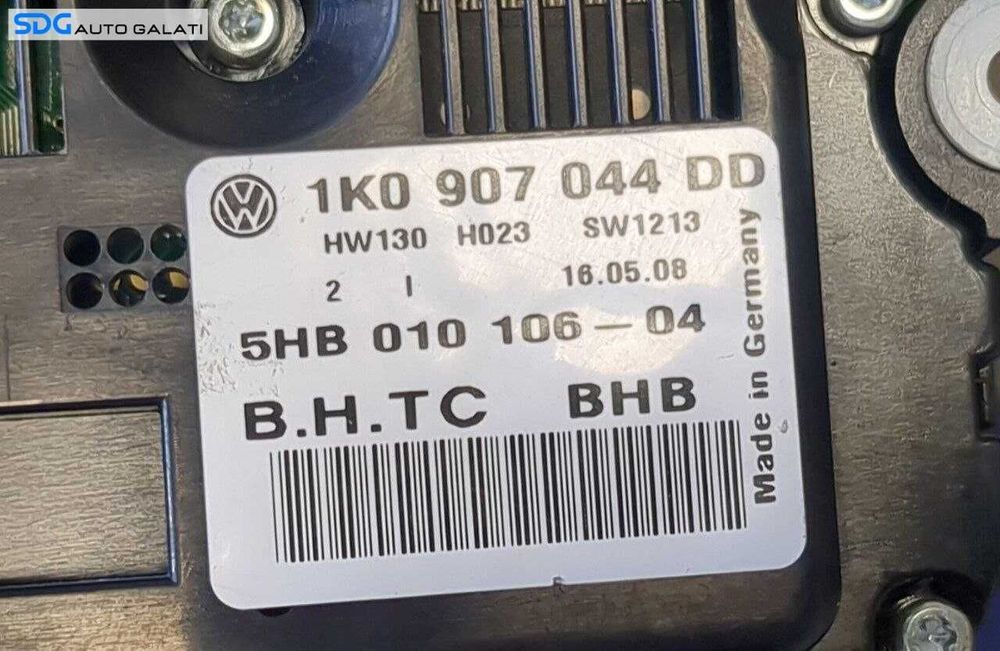 SDG AUTO GALATI
1K0 907 044 DD
HW130 H023 SW1213
2 I 16.05.08
5HB 010 106-04
B.H.TC BHB
Made in Germany